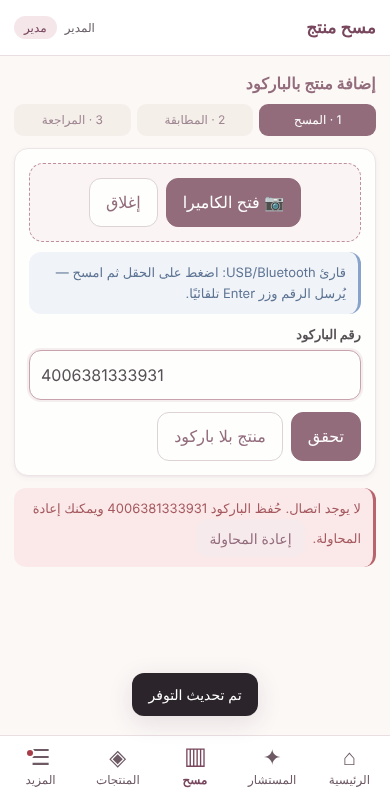 مسح منتج
المدير
مدير
إضافة منتج بالباركود
1 · المسح
2 · المطابقة
3 · المراجعة
📷 فتح الكاميرا
إغلاق
قارئ USB/Bluetooth: اضغط على الحقل ثم امسح —
يُرسل الرقم وزر Enter تلقائيًا.
رقم الباركود
4006381333931
تحقق
منتج بلا باركود
لا يوجد اتصال. حُفظ الباركود 4006381333931 ويمكنك إعادة
المحاولة. إعادة المحاولة
تم تحديث التوفر
الرئيسية
المستشار
مسح
المنتجات
المزيد